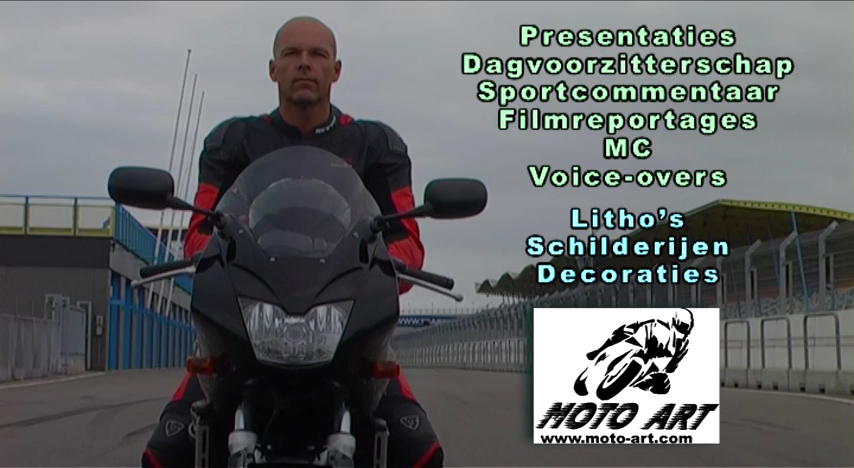 Presentaties
Dagvoorzitterschap
Sportcommentaar
Filmreportages
MC
Voice-overs
Litho's
Schilderijen
Decoraties
MOTO ART
www.moto-art.com